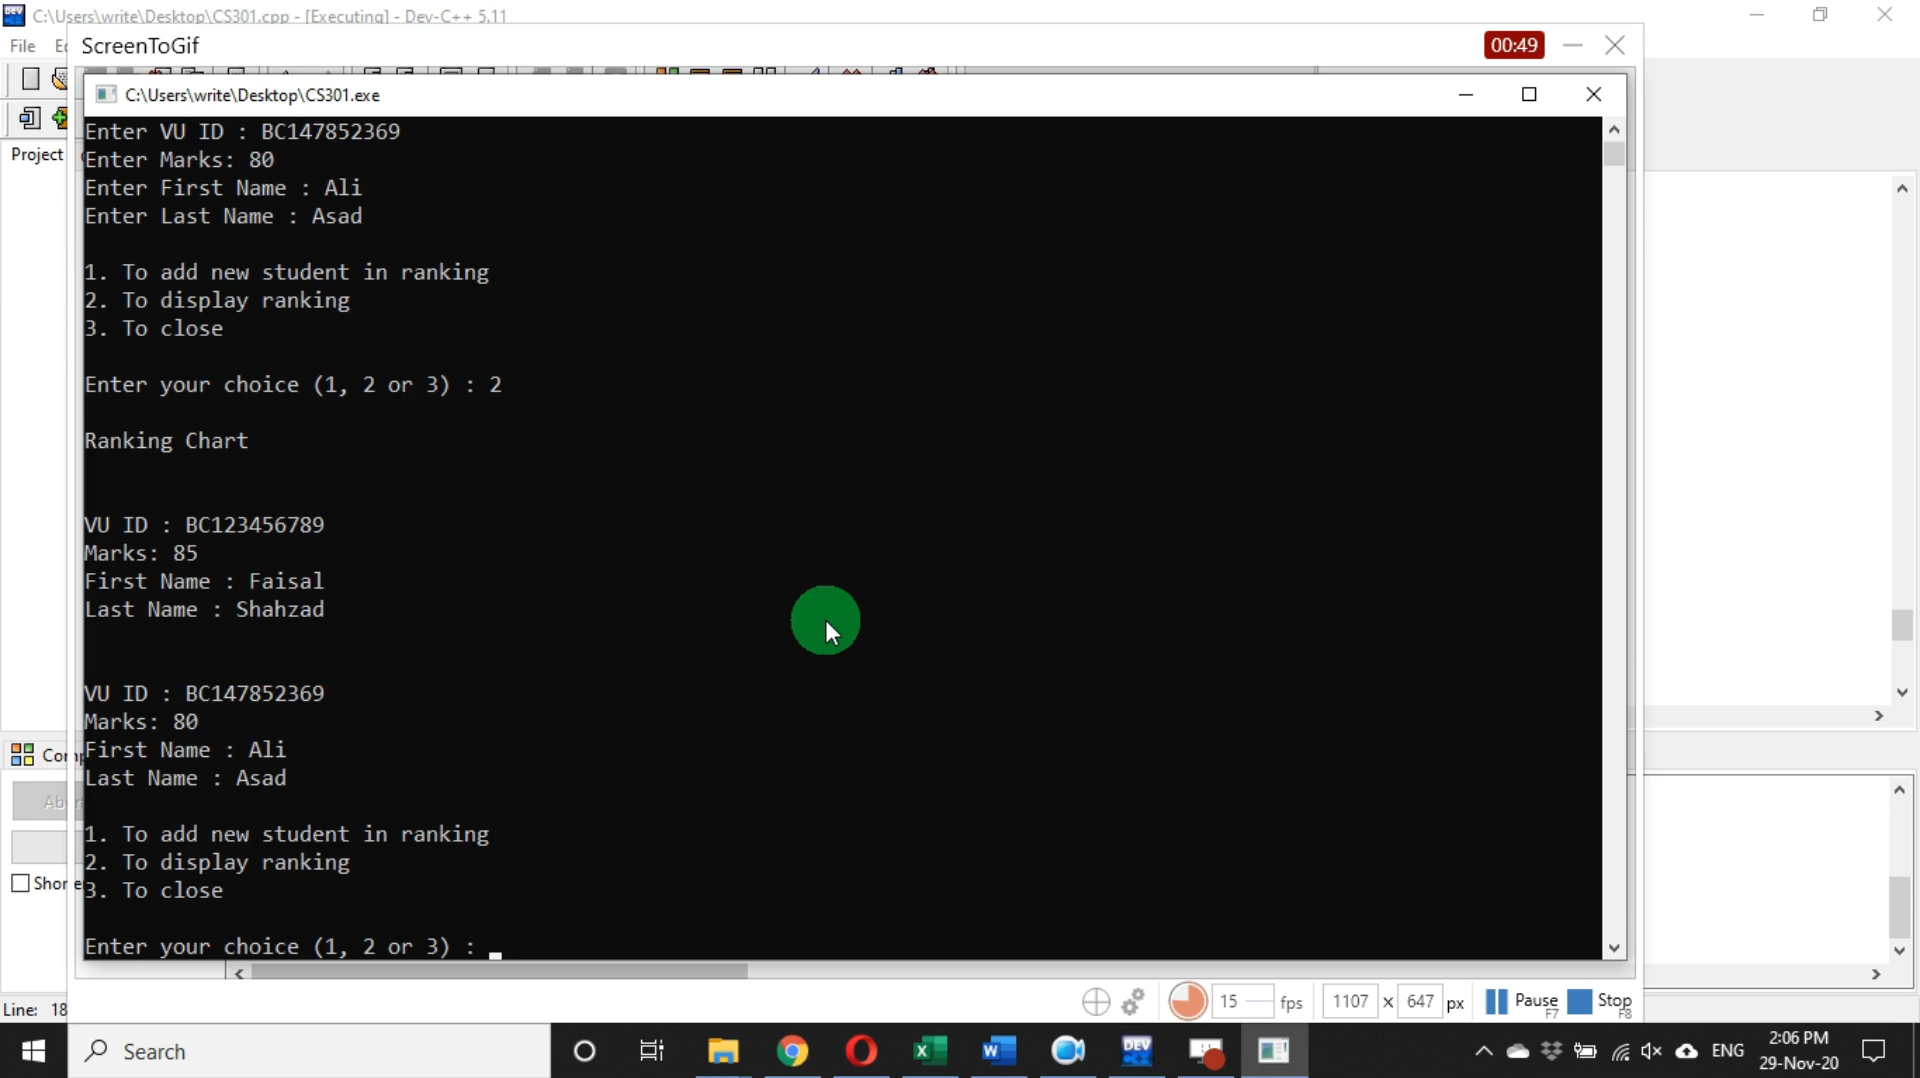 C:\Users\write\Desktop\CS301.cpp - [Executing] - Dev-C++ 5.11
File
ScreenToGif
00:49
C:\Users\write\Desktop\CS301.exe
Project
Enter VU ID : BC147852369
Enter Marks: 80
Enter First Name : Ali
Enter Last Name : Asad
1. To add new student in ranking
2. To display ranking
3. To close
Enter your choice (1, 2 or 3) : 2
Ranking Chart
VU ID : BC123456789
Marks: 85
First Name : Faisal
Last Name : Shahzad
VU ID : BC147852369
Marks: 80
First Name : Ali
Last Name : Asad
1. To add new student in ranking
2. To display ranking
3. To close
Enter your choice (1, 2 or 3) :
15 fps 1107 x 647 px Pause F7 Stop F8
Line: 18
Search
DEV
ENG
2:06 PM
29-Nov-20